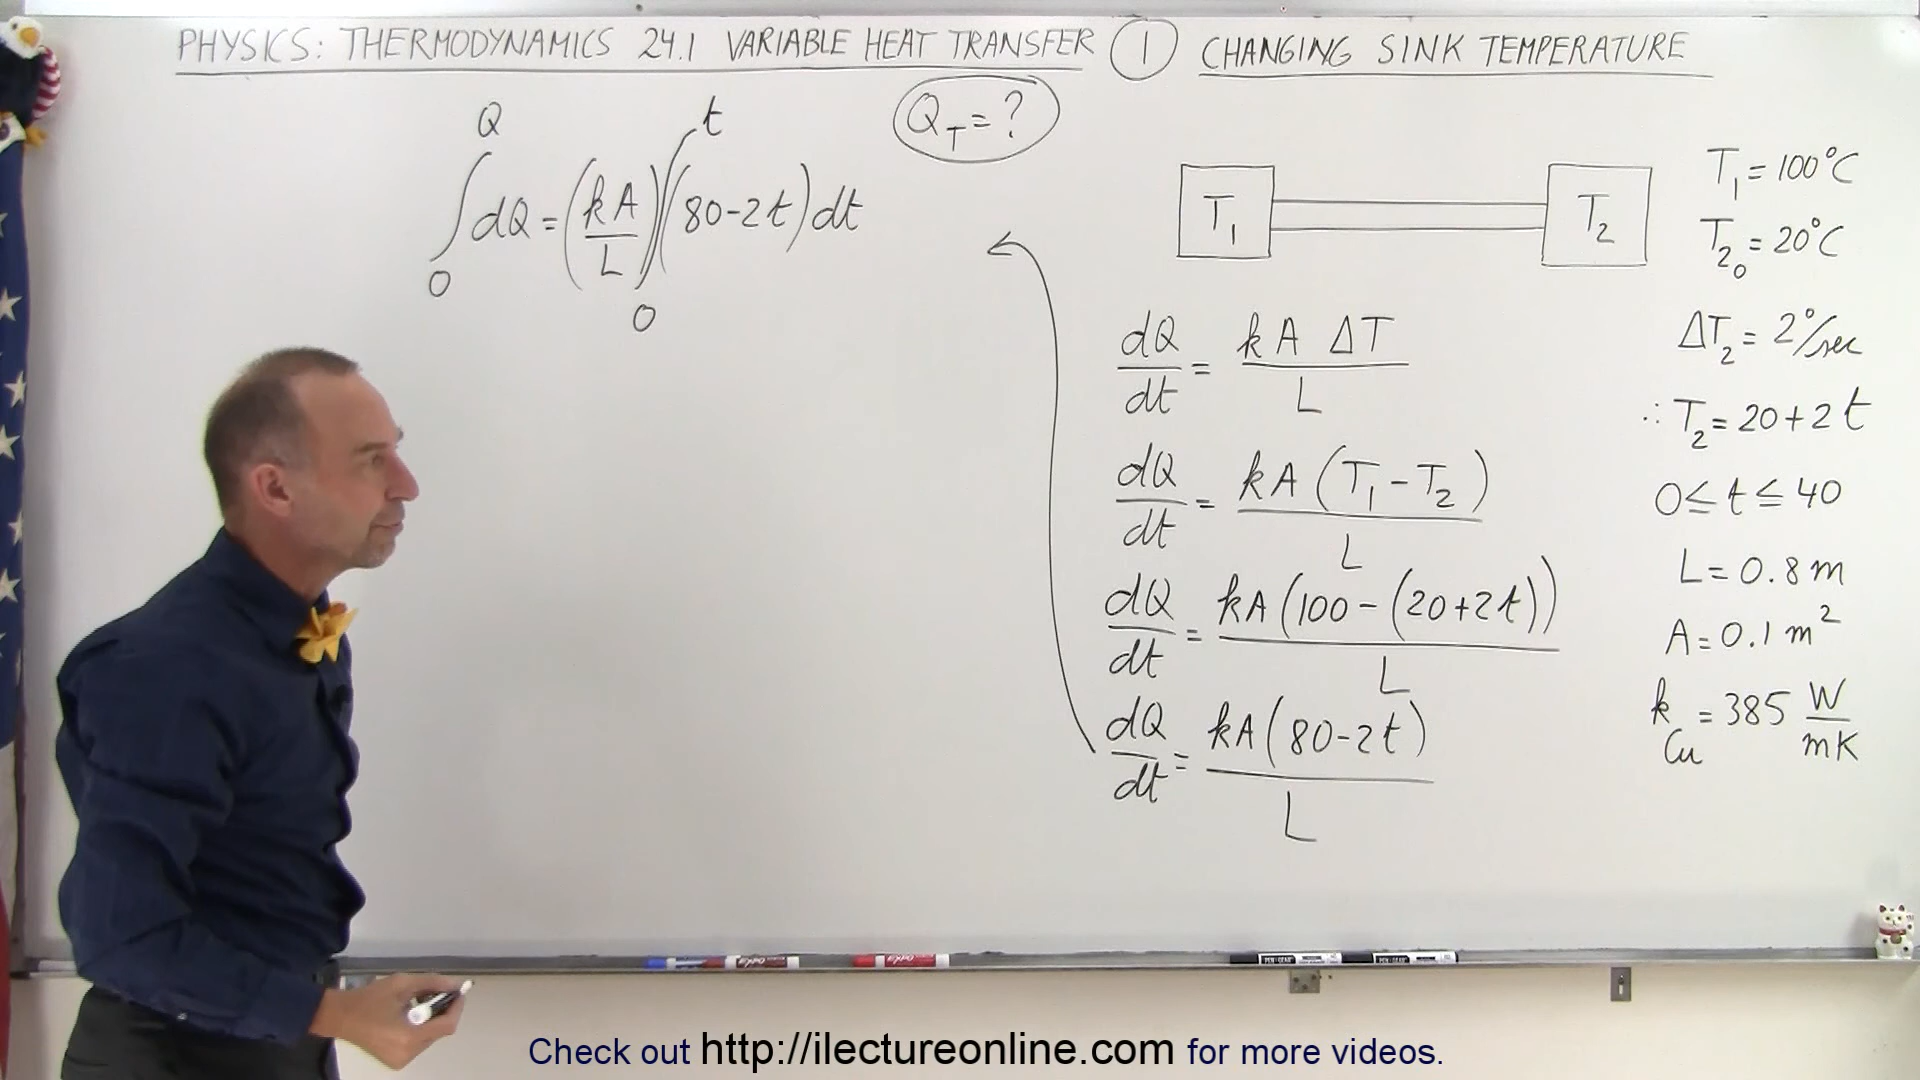 PHYSICS: THERMODYNAMICS 24.1 VARIABLE HEAT TRANSFER ① CHANGING SINK TEMPERATURE
Q_T = ?
∫₀^Q dQ = (kA/L) ∫₀^t (80-2t)dt
T₁ T₂
T₁ = 100°C
T₂₀ = 20°C
ΔT₂ = 2°/sec
∴ T₂ = 20+2t
0 ≤ t ≤ 40
L = 0.8 m
A = 0.1 m²
k_Cu = 385 W/mK
dQ/dt = kA ΔT/L
dQ/dt = kA(T₁-T₂)/L
dQ/dt = kA(100-(20+2t))/L
dQ/dt = kA(80-2t)/L
Check out http://ilectureonline.com for more videos.